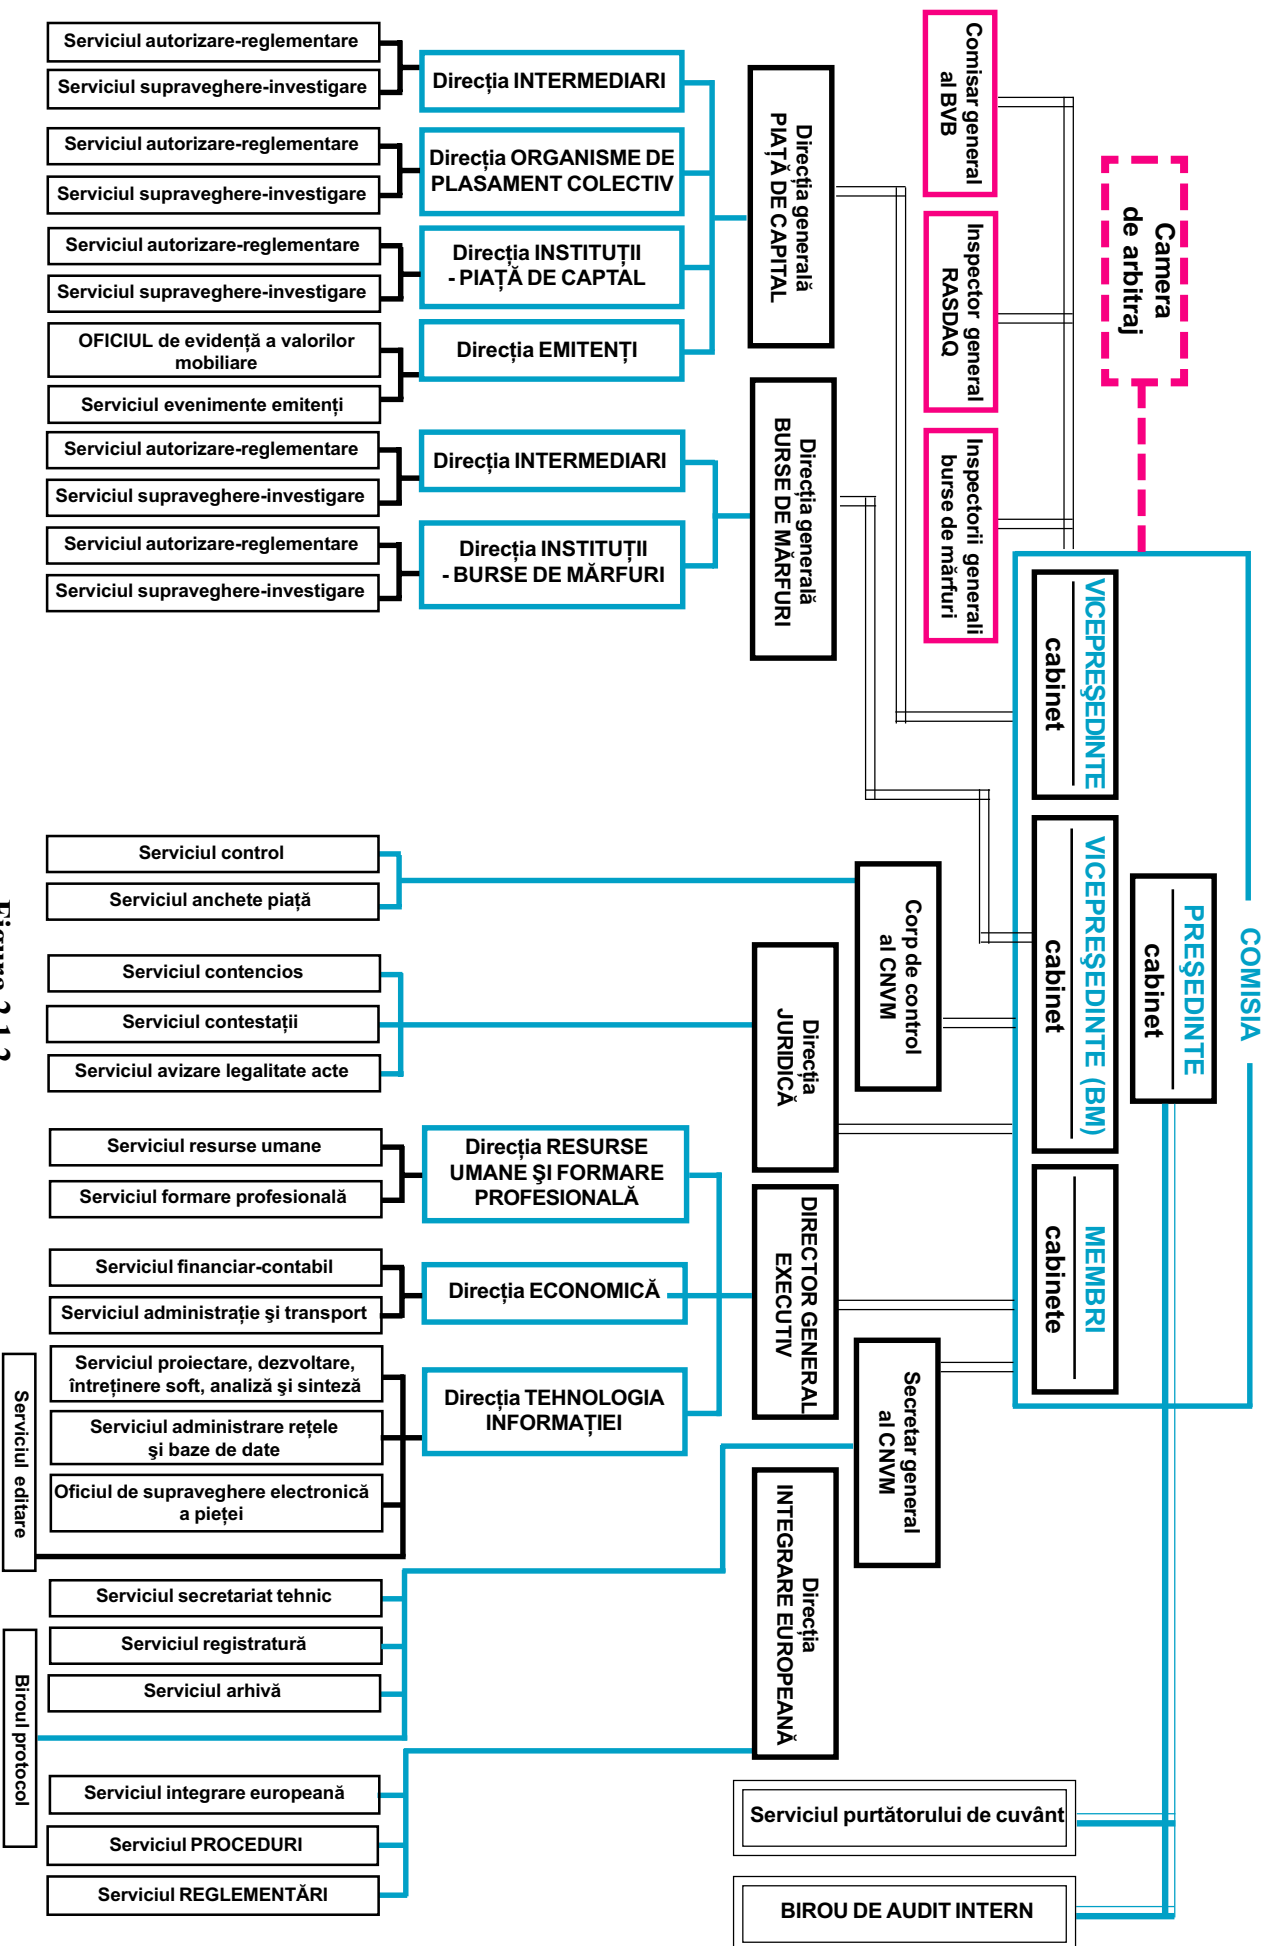 COMISIA
PREŞEDINTE
cabinet
VICEPREŞEDINTE
cabinet
VICEPREŞEDINTE (BM)
cabinet
MEMBRI
cabinete
Camera
de arbitraj
Comisar general
al BVB
Inspector general
RASDAQ
Inspectorii generali
burse de mărfuri
Direcția generală
PIAȚĂ DE CAPITAL
Direcția INTERMEDIARI
Serviciul autorizare-reglementare
Serviciul supraveghere-investigare
Direcția ORGANISME DE
PLASAMENT COLECTIV
Serviciul autorizare-reglementare
Serviciul supraveghere-investigare
Direcția INSTITUȚII
- PIAȚĂ DE CAPTAL
Serviciul autorizare-reglementare
Serviciul supraveghere-investigare
Direcția EMITENȚI
OFICIUL de evidență a valorilor
mobiliare
Serviciul evenimente emitenți
Direcția generală
BURSE DE MĂRFURI
Direcția INTERMEDIARI
Serviciul autorizare-reglementare
Serviciul supraveghere-investigare
Direcția INSTITUȚII
- BURSE DE MĂRFURI
Serviciul autorizare-reglementare
Serviciul supraveghere-investigare
Corp de control
al CNVM
Serviciul control
Serviciul anchete piață
Direcția
JURIDICĂ
Serviciul contencios
Serviciul contestații
Serviciul avizare legalitate acte
DIRECTOR GENERAL
EXECUTIV
Direcția RESURSE
UMANE ŞI FORMARE
PROFESIONALĂ
Serviciul resurse umane
Serviciul formare profesională
Direcția ECONOMICĂ
Serviciul financiar-contabil
Serviciul administrație şi transport
Direcția TEHNOLOGIA
INFORMAȚIEI
Serviciul proiectare, dezvoltare,
întreținere soft, analiză şi sinteză
Serviciul administrare rețele
şi baze de date
Oficiul de supraveghere electronică
a pieței
Serviciul editare
Secretar general
al CNVM
Serviciul secretariat tehnic
Serviciul registratură
Serviciul arhivă
Biroul protocol
Direcția
INTEGRARE EUROPEANĂ
Serviciul integrare europeană
Serviciul PROCEDURI
Serviciul REGLEMENTĂRI
Serviciul purtătorului de cuvânt
BIROU DE AUDIT INTERN